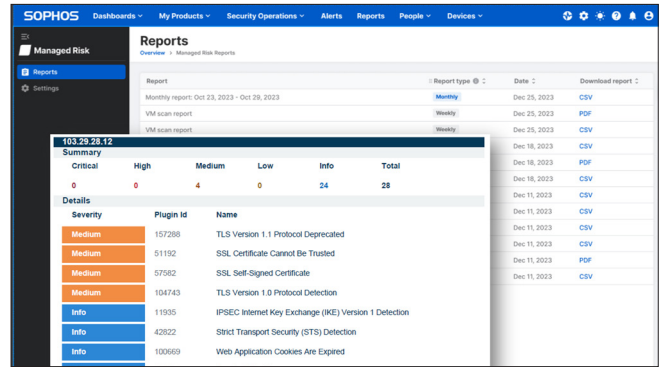 SOPHOS Dashboards My Products Security Operations Alerts Reports People Devices
Managed Risk
Reports
Settings
Reports
Overview Managed Risk Reports
Report Report type Date Download report
Monthly report: Oct 23, 2023 - Oct 29, 2023 Monthly Dec 25, 2023 CSV
VM scan report Weekly Dec 25, 2023 PDF
VM scan report Weekly Dec 18, 2023 CSV
Dec 18, 2023 PDF
Dec 18, 2023 CSV
Dec 11, 2023 CSV
Dec 11, 2023 CSV
Dec 11, 2023 CSV
Dec 11, 2023 CSV
Dec 11, 2023 PDF
Dec 11, 2023 CSV
103.29.28.12
Summary
Critical High Medium Low Info Total
0 0 4 0 24 28
Details
Severity Plugin Id Name
Medium 157288 TLS Version 1.1 Protocol Deprecated
Medium 51192 SSL Certificate Cannot Be Trusted
Medium 57582 SSL Self-Signed Certificate
Medium 104743 TLS Version 1.0 Protocol Detection
Info 11935 IPSEC Internet Key Exchange (IKE) Version 1 Detection
Info 42822 Strict Transport Security (STS) Detection
Info 100669 Web Application Cookies Are Expired